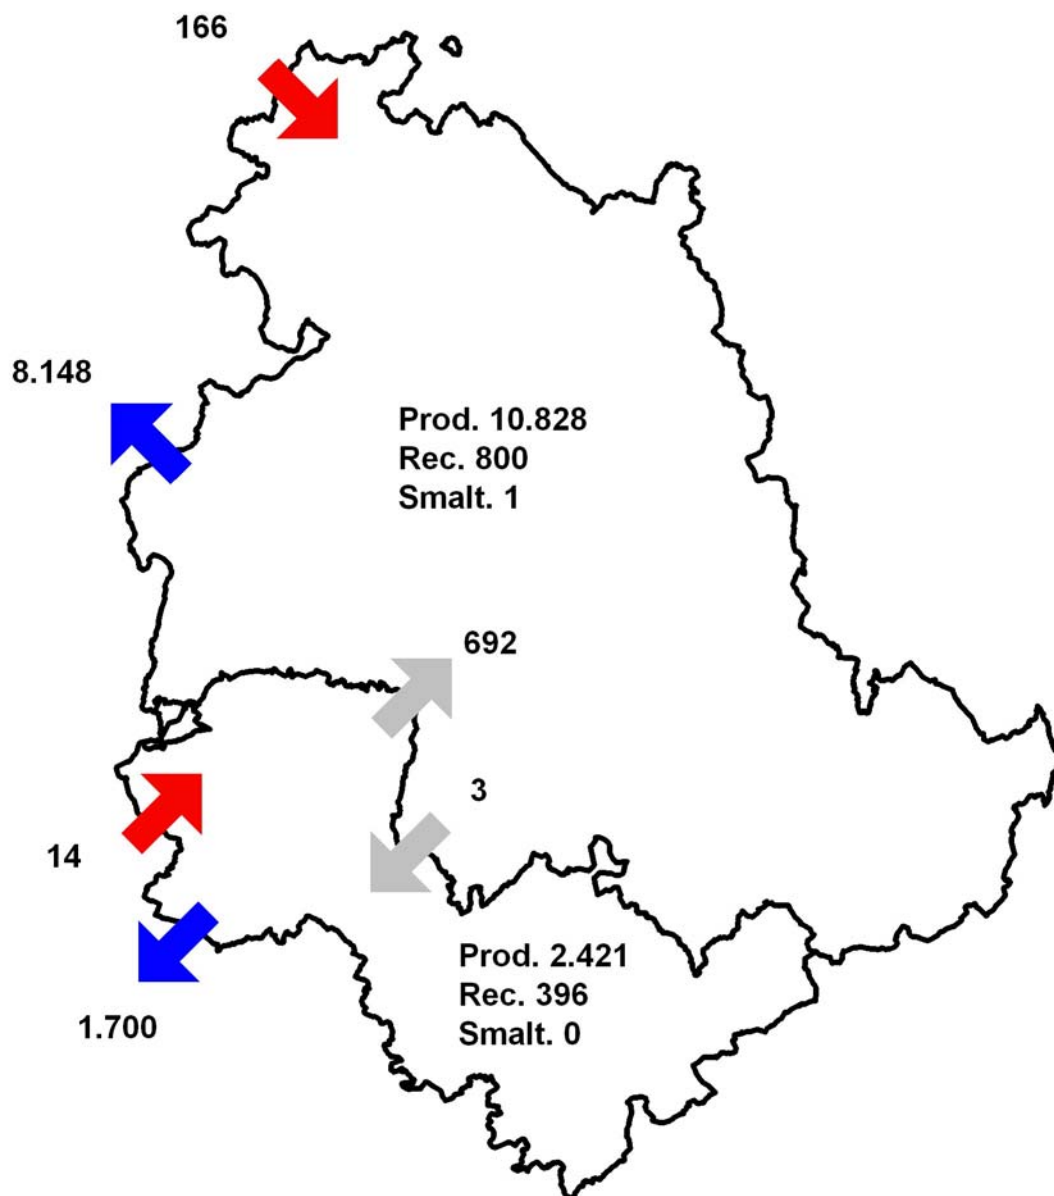 166
8.148
Prod. 10.828
Rec. 800
Smalt. 1
692
3
14
Prod. 2.421
Rec. 396
Smalt. 0
1.700